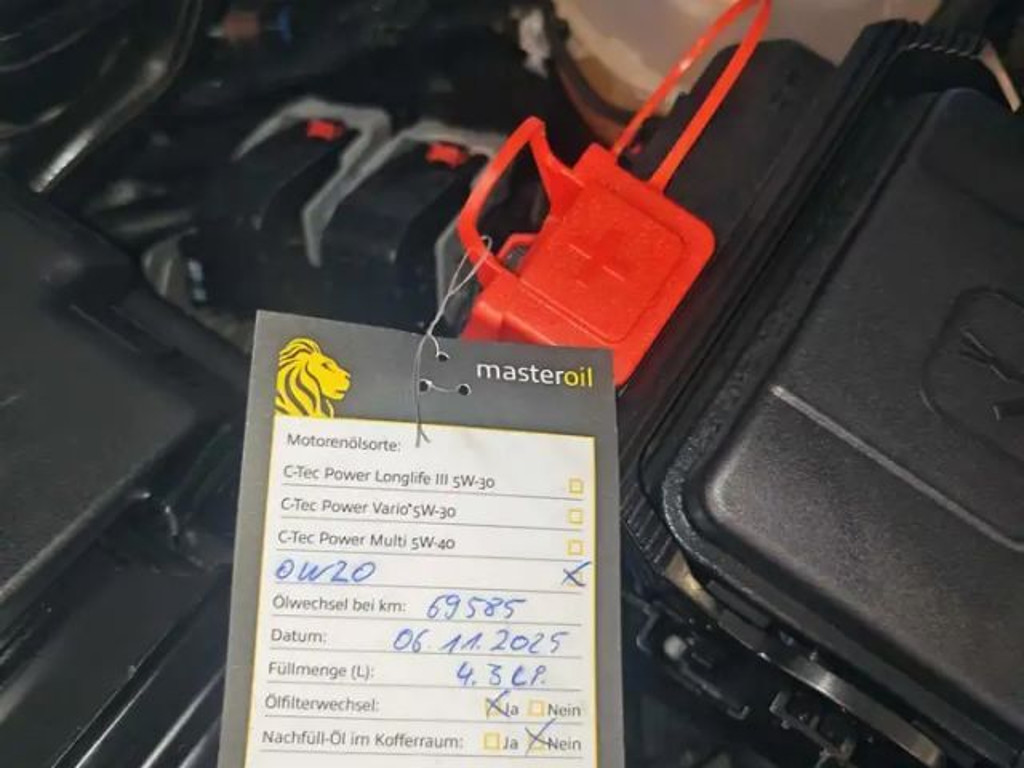 masteroil
Motorenölsorte:
C-Tec Power Longlife III 5W-30
C-Tec Power Vario 5W-30
C-Tec Power Multi 5W-40
0W20
Ölwechsel bei km: 69585
Datum: 06.11.2025
Füllmenge (L): 4.3
Ölfilterwechsel: Ja Nein
Nachfüll-Öl im Kofferraum: Ja Nein